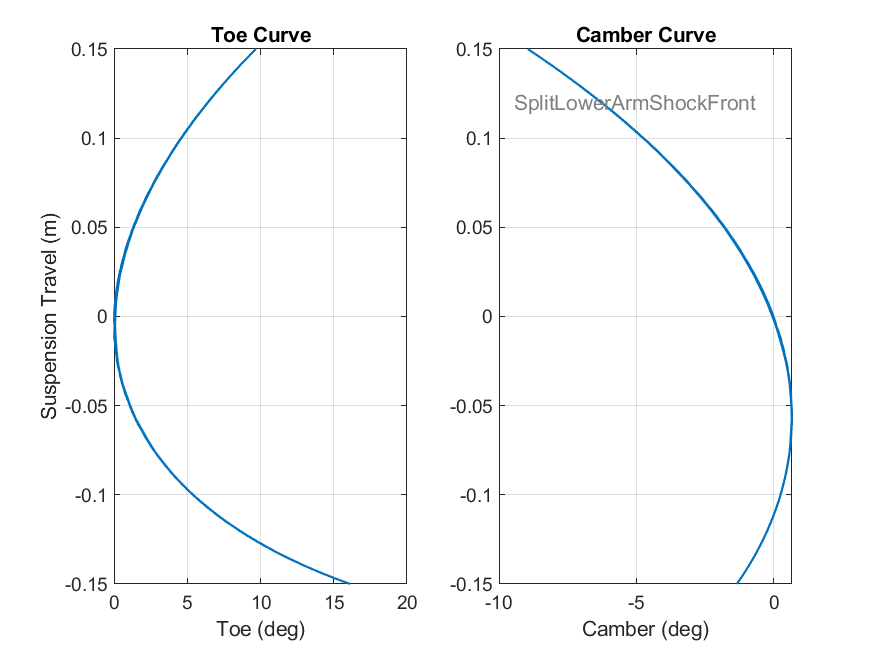 Toe Curve
Suspension Travel (m)
0.15
0.1
0.05
0
-0.05
-0.1
-0.15
0 5 10 15 20
Toe (deg)
Camber Curve
SplitLowerArmShockFront
0.15
0.1
0.05
0
-0.05
-0.1
-0.15
-10 -5 0
Camber (deg)